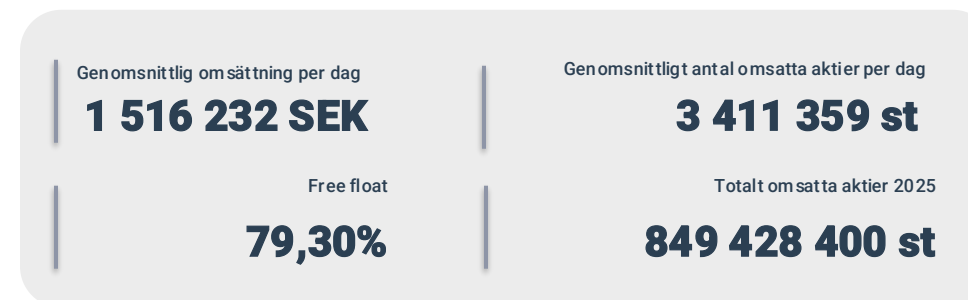 Genomsnittlig omsättning per dag
1 516 232 SEK
Genomsnittligt antal omsatta aktier per dag
3 411 359 st
Free float
79,30%
Totalt omsatta aktier 2025
849 428 400 st